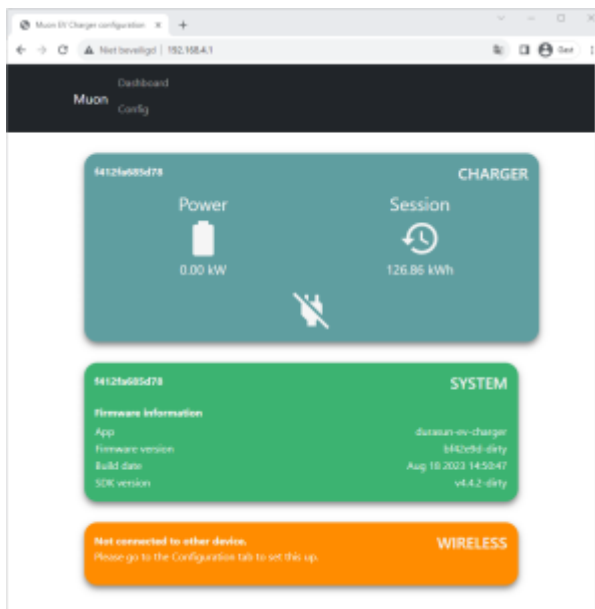 Muon EV Charger configuration
Niet beveiligd | 192.168.4.1
Gast
Muon
Dashboard
Config
f412fa685d78
CHARGER
Power
Session
0.00 kW
126.86 kWh
f412fa685d78
SYSTEM
Firmware information
App
durasun-ev-charger
Firmware version
bf42e9d-dirty
Build date
Aug 18 2023 14:50:47
SDK version
v4.4.2-dirty
Not connected to other device.
WIRELESS
Please go to the Configuration tab to set this up.